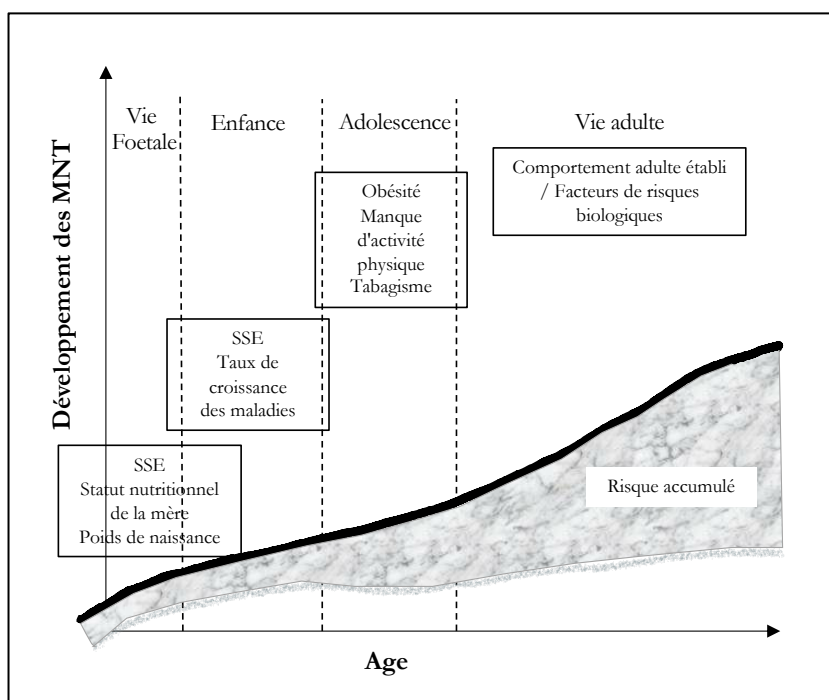 Développement des MNT
Vie
Foetale
Enfance
Adolescence
Vie adulte
Obésité
Manque
d'activité
physique
Tabagisme
Comportement adulte établi
/ Facteurs de risques
biologiques
SSE
Taux de
croissance
des maladies
SSE
Statut nutritionnel
de la mère
Poids de naissance
Risque accumulé
Age